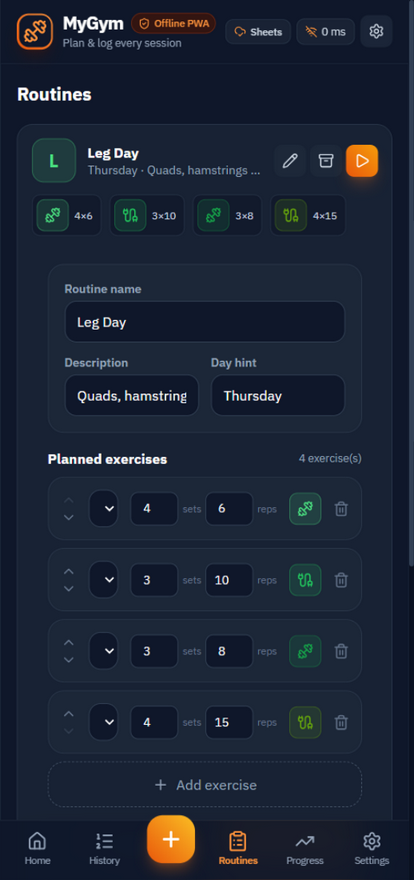 MyGym
Offline PWA
Plan & log every session
Sheets
0 ms
Routines
L
Leg Day
Thursday · Quads, hamstrings ...
4×6
3×10
3×8
4×15
Routine name
Leg Day
Description
Day hint
Quads, hamstring
Thursday
Planned exercises
4 exercise(s)
4 sets 6 reps
3 sets 10 reps
3 sets 8 reps
4 sets 15 reps
+ Add exercise
Home
History
Routines
Progress
Settings